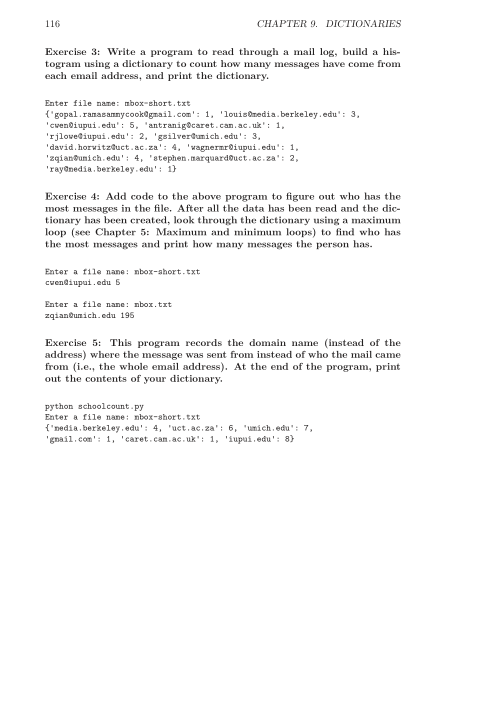 116 CHAPTER 9. DICTIONARIES
Exercise 3: Write a program to read through a mail log, build a his-
togram using a dictionary to count how many messages have come from
each email address, and print the dictionary.
Enter file name: mbox-short.txt
{'gopal.ramasammycook@gmail.com': 1, 'louis@media.berkeley.edu': 3,
'cwen@iupui.edu': 5, 'antranig@caret.cam.ac.uk': 1,
'rjlowe@iupui.edu': 2, 'gsilver@umich.edu': 3,
'david.horwitz@uct.ac.za': 4, 'wagnermr@iupui.edu': 1,
'zqian@umich.edu': 4, 'stephen.marquard@uct.ac.za': 2,
'ray@media.berkeley.edu': 1}
Exercise 4: Add code to the above program to figure out who has the
most messages in the file. After all the data has been read and the dic-
tionary has been created, look through the dictionary using a maximum
loop (see Chapter 5: Maximum and minimum loops) to find who has
the most messages and print how many messages the person has.
Enter a file name: mbox-short.txt
cwen@iupui.edu 5
Enter a file name: mbox.txt
zqian@umich.edu 195
Exercise 5: This program records the domain name (instead of the
address) where the message was sent from instead of who the mail came
from (i.e., the whole email address). At the end of the program, print
out the contents of your dictionary.
python schoolcount.py
Enter a file name: mbox-short.txt
{'media.berkeley.edu': 4, 'uct.ac.za': 6, 'umich.edu': 7,
'gmail.com': 1, 'caret.cam.ac.uk': 1, 'iupui.edu': 8}